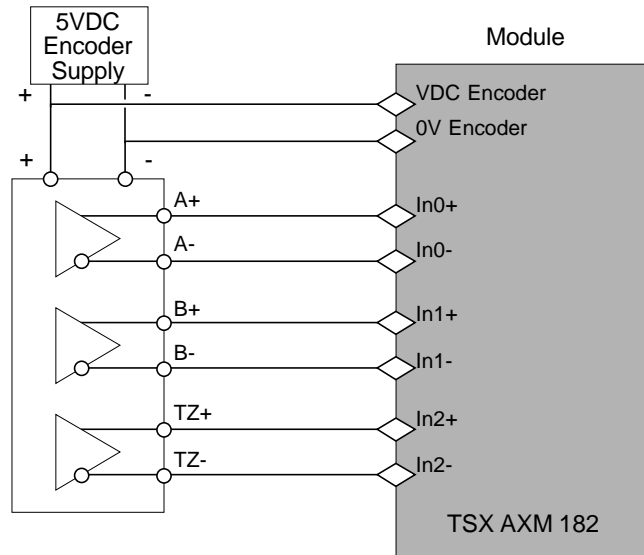 5VDC
Encoder
Supply
Module
+
-
VDC Encoder
0V Encoder
+
-
A+
In0+
A-
In0-
B+
In1+
B-
In1-
TZ+
In2+
TZ-
In2-
TSX AXM 182